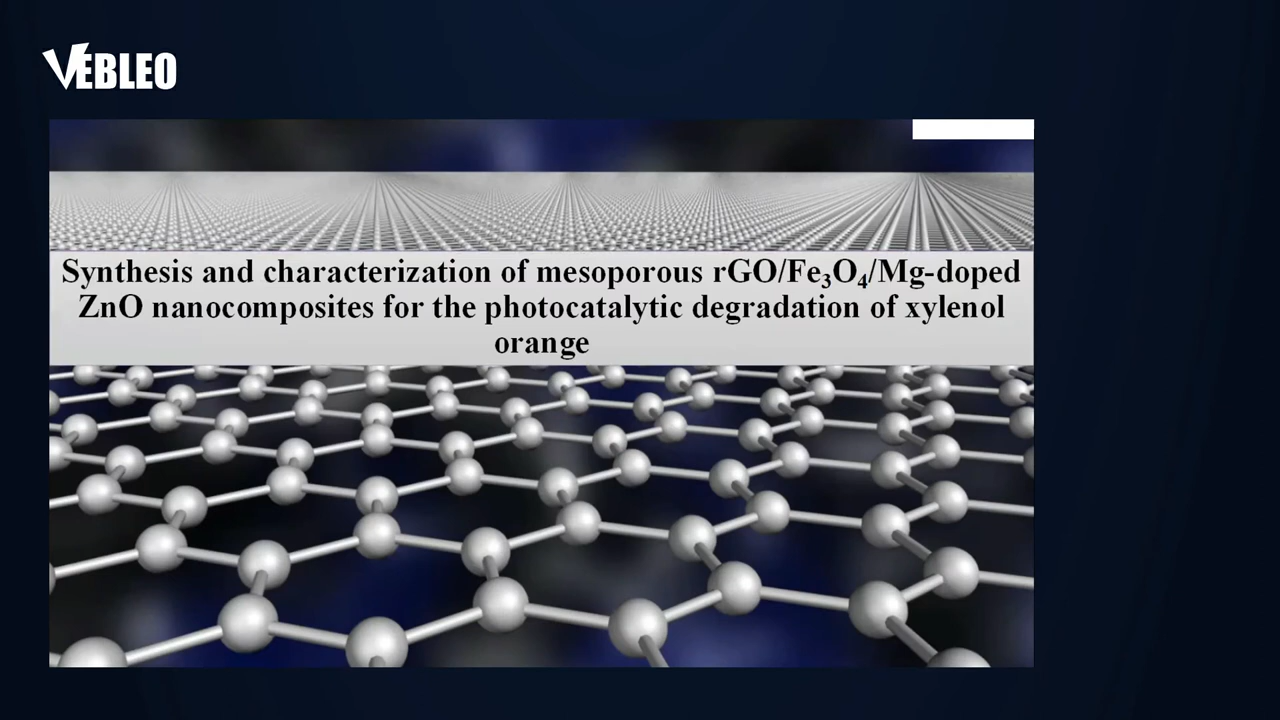 VEBLEO
Synthesis and characterization of mesoporous rGO/Fe₃O₄/Mg-doped
ZnO nanocomposites for the photocatalytic degradation of xylenol
orange